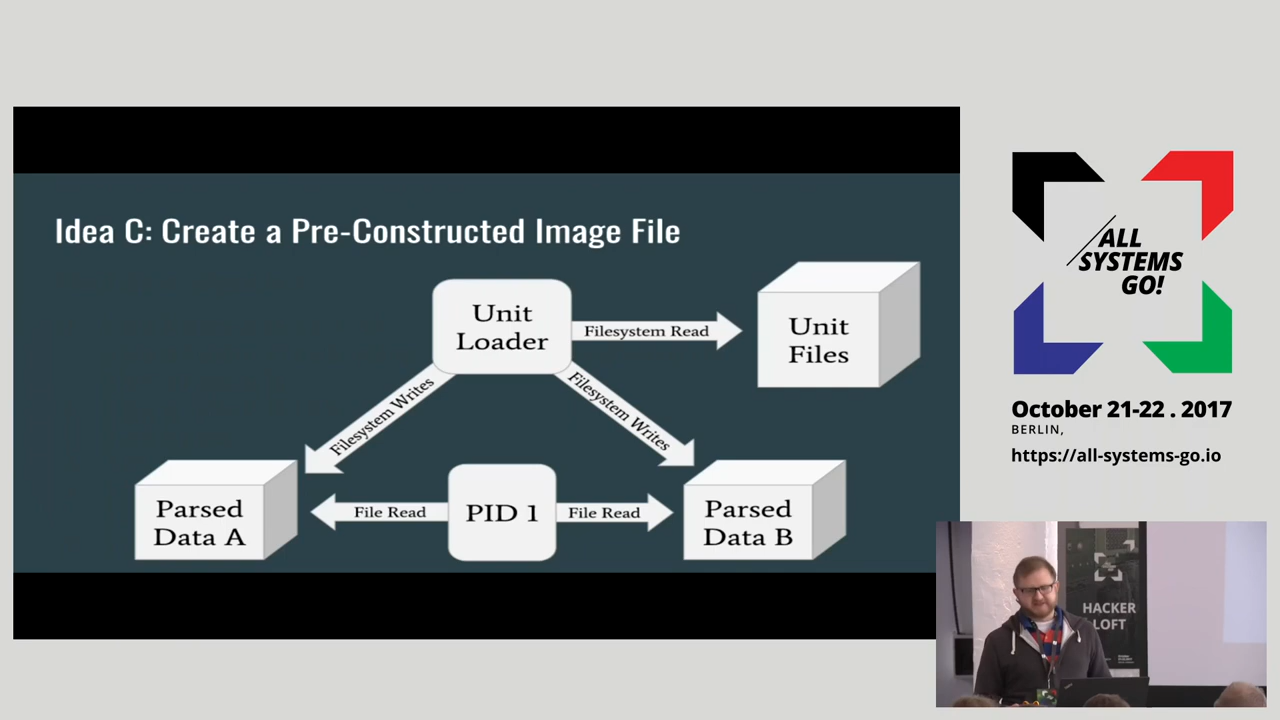 Idea C: Create a Pre-Constructed Image File
Unit
Loader
Filesystem Read
Unit
Files
Filesystem Writes
Filesystem Writes
Parsed
Data A
File Read
PID 1
File Read
Parsed
Data B
ALL
SYSTEMS
GO!
October 21-22 . 2017
BERLIN,
https://all-systems-go.io
HACKER
LOFT